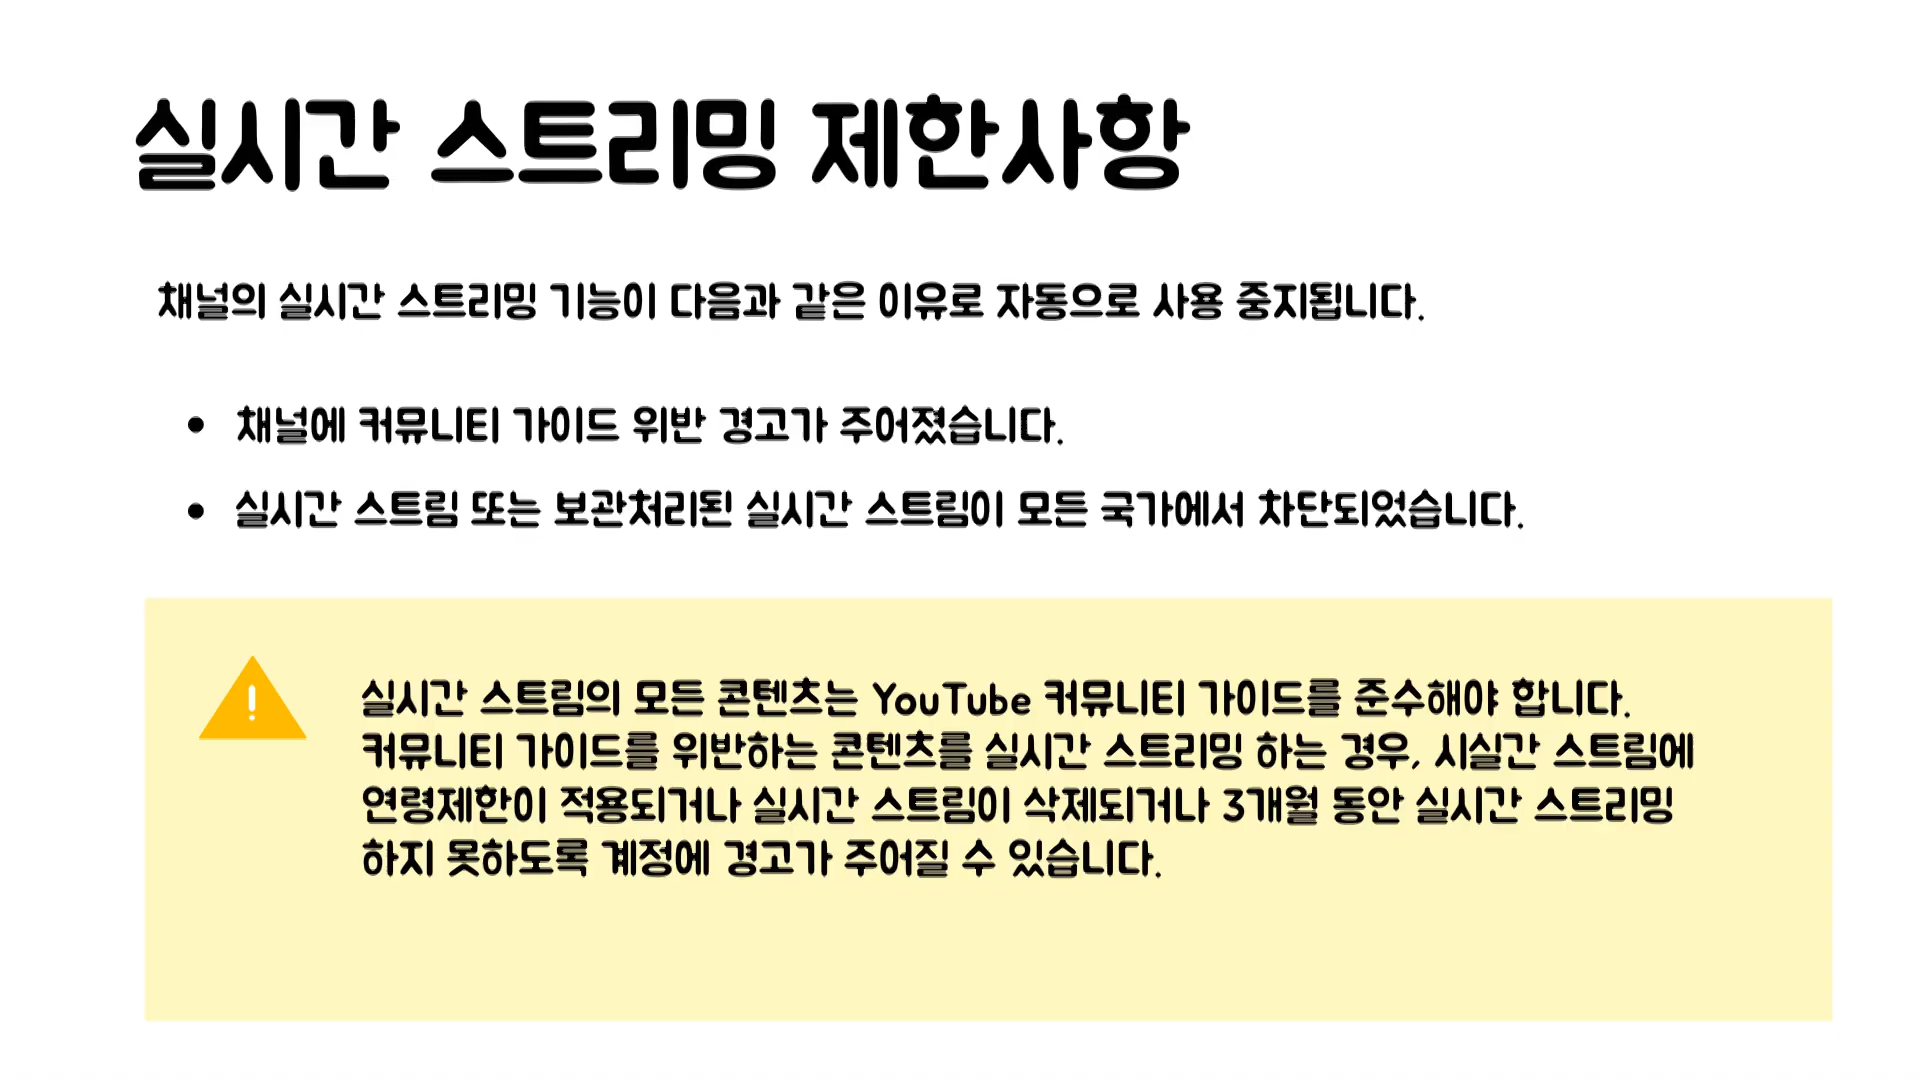 실시간 스트리밍 제한사항
채널의 실시간 스트리밍 기능이 다음과 같은 이유로 자동으로 사용 중지됩니다.
• 채널에 커뮤니티 가이드 위반 경고가 주어졌습니다.
• 실시간 스트림 또는 보관처리된 실시간 스트림이 모든 국가에서 차단되었습니다.
실시간 스트림의 모든 콘텐츠는 YouTube 커뮤니티 가이드를 준수해야 합니다.
커뮤니티 가이드를 위반하는 콘텐츠를 실시간 스트리밍 하는 경우, 시실간 스트림에
연령제한이 적용되거나 실시간 스트림이 삭제되거나 3개월 동안 실시간 스트리밍
하지 못하도록 계정에 경고가 주어질 수 있습니다.